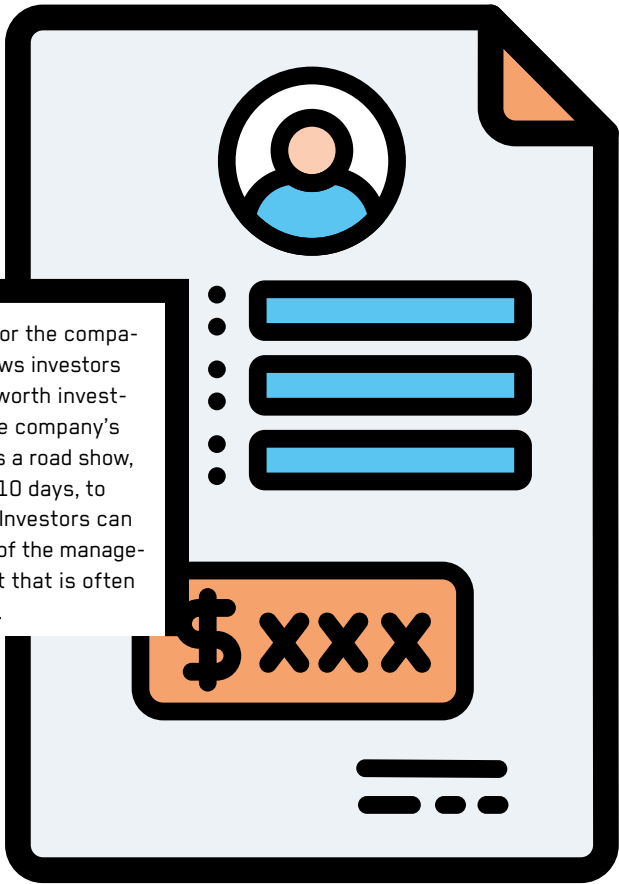 or the compa-
ws investors
worth invest-
e company's
s a road show,
10 days, to
Investors can
of the manage-
t that is often
$ xxx